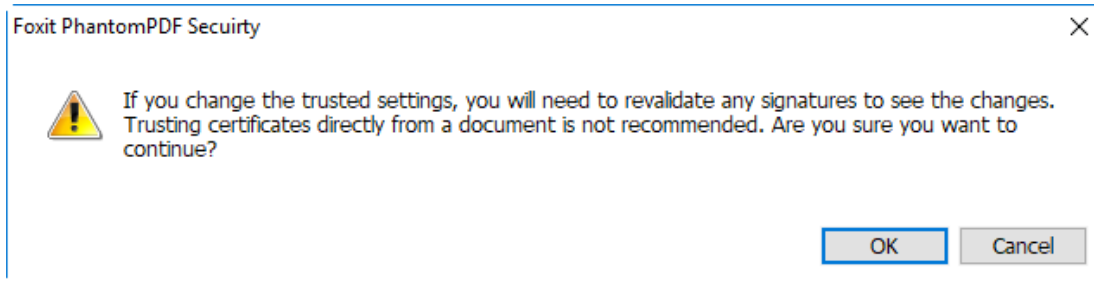 Foxit PhantomPDF Secuirty
If you change the trusted settings, you will need to revalidate any signatures to see the changes.
Trusting certificates directly from a document is not recommended. Are you sure you want to
continue?
OK
Cancel